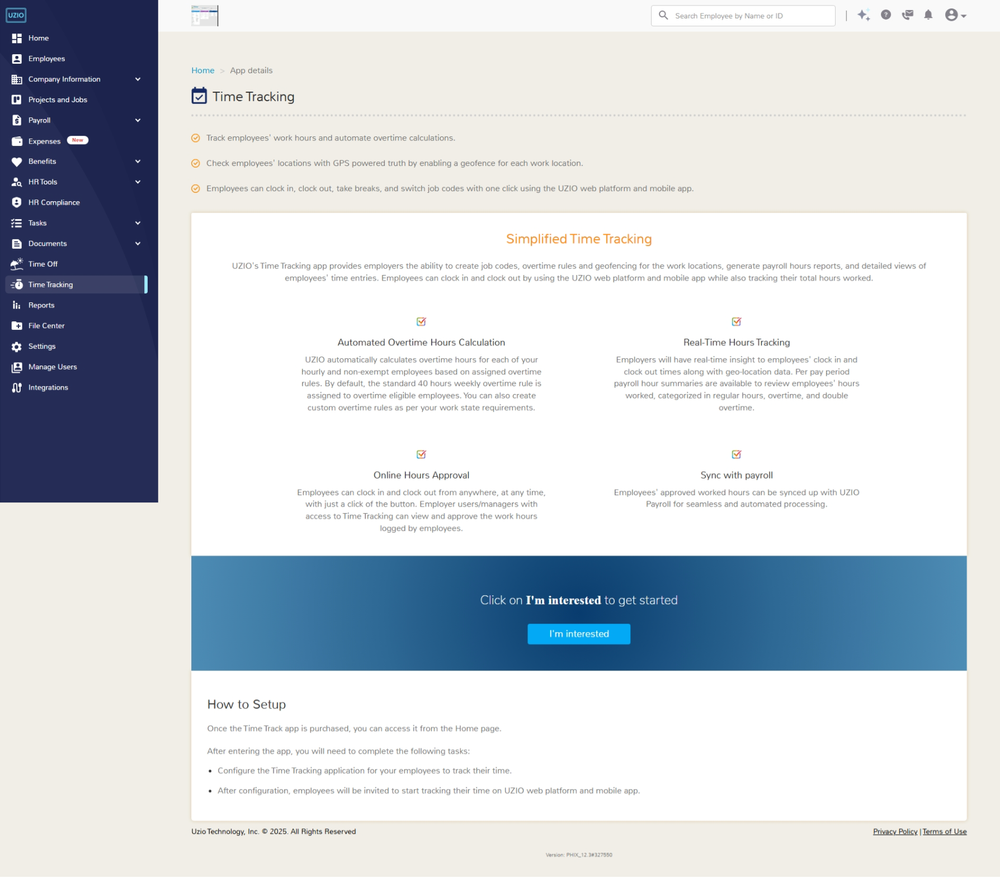 UZIO
Search Employee by Name or ID
Home
Employees
Company Information
Projects and Jobs
Payroll
Expenses New
Benefits
HR Tools
HR Compliance
Tasks
Documents
Time Off
Time Tracking
Reports
File Center
Settings
Manage Users
Integrations
Home > App details
Time Tracking
Track employees' work hours and automate overtime calculations.
Check employees' locations with GPS powered truth by enabling a geofence for each work location.
Employees can clock in, clock out, take breaks, and switch job codes with one click using the UZIO web platform and mobile app.
Simplified Time Tracking
UZIO's Time Tracking app provides employers the ability to create job codes, overtime rules and geofencing for the work locations, generate payroll hours reports, and detailed views of
employees' time entries. Employees can clock in and clock out by using the UZIO web platform and mobile app while also tracking their total hours worked.
Automated Overtime Hours Calculation
UZIO automatically calculates overtime hours for each of your
hourly and non-exempt employees based on assigned overtime
rules. By default, the standard 40 hours weekly overtime rule is
assigned to overtime eligible employees. You can also create
custom overtime rules as per your work state requirements.
Real-Time Hours Tracking
Employers will have real-time insight to employees' clock in and
clock out times along with geo-location data. Per pay period
payroll hour summaries are available to review employees' hours
worked, categorized in regular hours, overtime, and double
overtime.
Online Hours Approval
Employees can clock in and clock out from anywhere, at any time,
with just a click of the button. Employer users/managers with
access to Time Tracking can view and approve the work hours
logged by employees.
Sync with payroll
Employees' approved worked hours can be synced up with UZIO
Payroll for seamless and automated processing.
Click on I'm interested to get started
I'm interested
How to Setup
Once the Time Track app is purchased, you can access it from the Home page.
After entering the app, you will need to complete the following tasks:
• Configure the Time Tracking application for your employees to track their time.
• After configuration, employees will be invited to start tracking their time on UZIO web platform and mobile app.
Uzio Technology, Inc. © 2025. All Rights Reserved
Privacy Policy | Terms of Use
Version: PHIX_12.3#327550